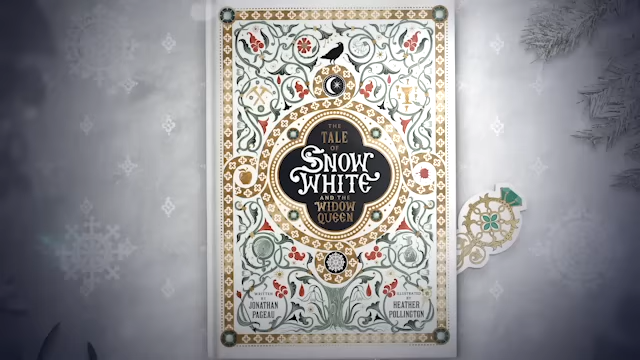 THE
TALE
OF
SNOW
WHITE
AND THE
WIDOW
QUEEN
WRITTEN
BY
JONATHAN
PAGEAU
ILLUSTRATED
BY
HEATHER
POLLINGTON